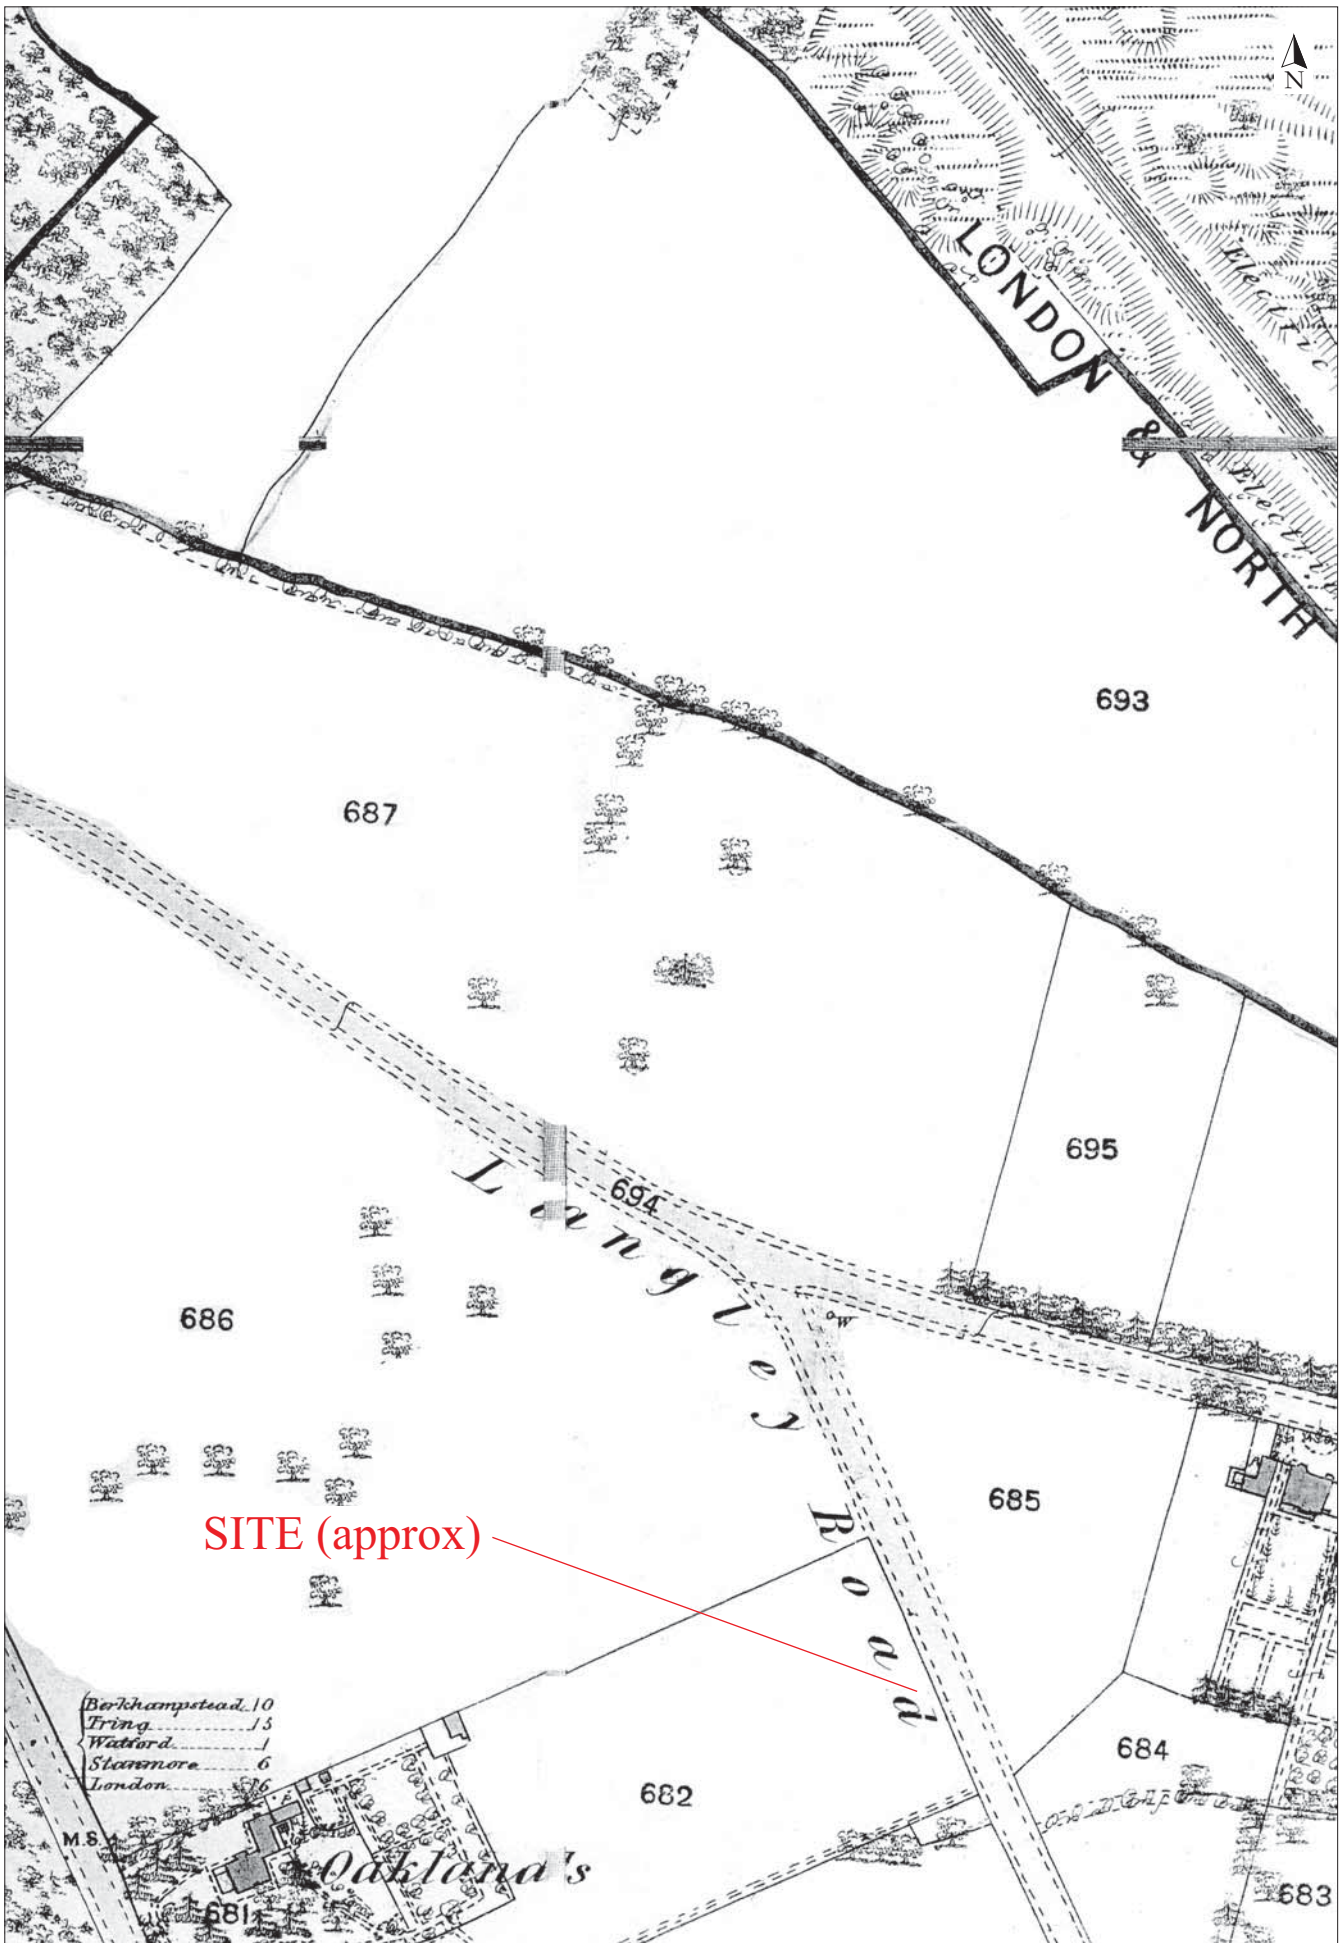 N
LONDON & NORTH
Electric
Electric
693
687
695
694
Langley Road
W
686
685
SITE (approx)
Berkhampstead 10
Tring 15
Watford 1
Stanmore 6
London 16
684
682
M.S.
Oaklands
681
683